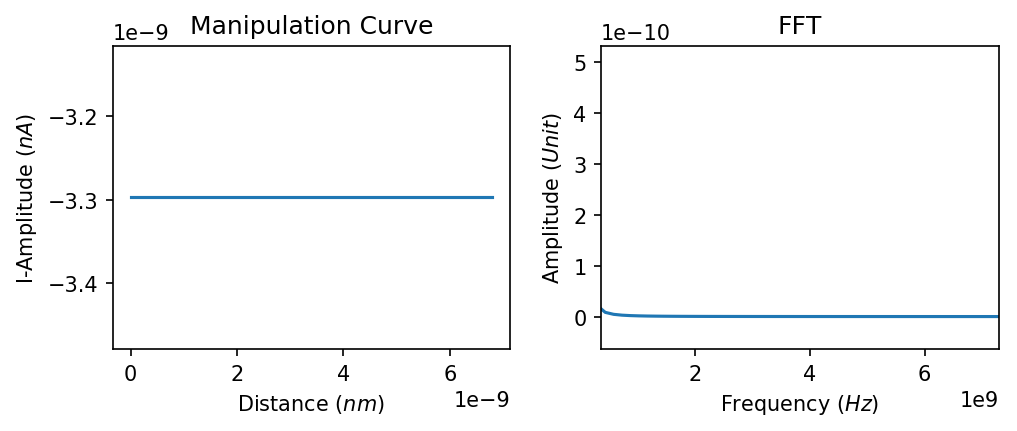 Manipulation Curve
1e−9
−3.2
−3.3
−3.4
I-Amplitude (nA)
0 2 4 6
1e−9
Distance (nm)
FFT
1e−10
5
4
3
2
1
0
Amplitude (Unit)
2 4 6
1e9
Frequency (Hz)